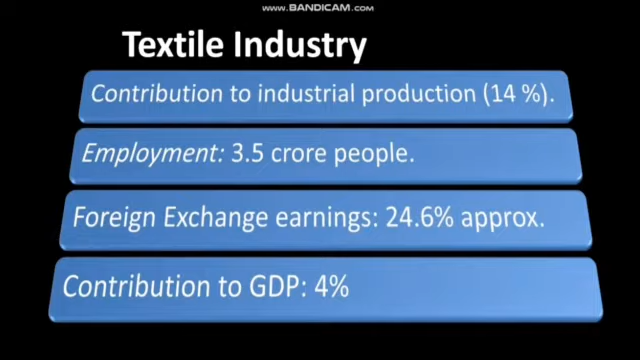 WWW.BANDICAM.COM
Textile Industry
Contribution to industrial production (14 %).
Employment: 3.5 crore people.
Foreign Exchange earnings: 24.6% approx.
Contribution to GDP: 4%